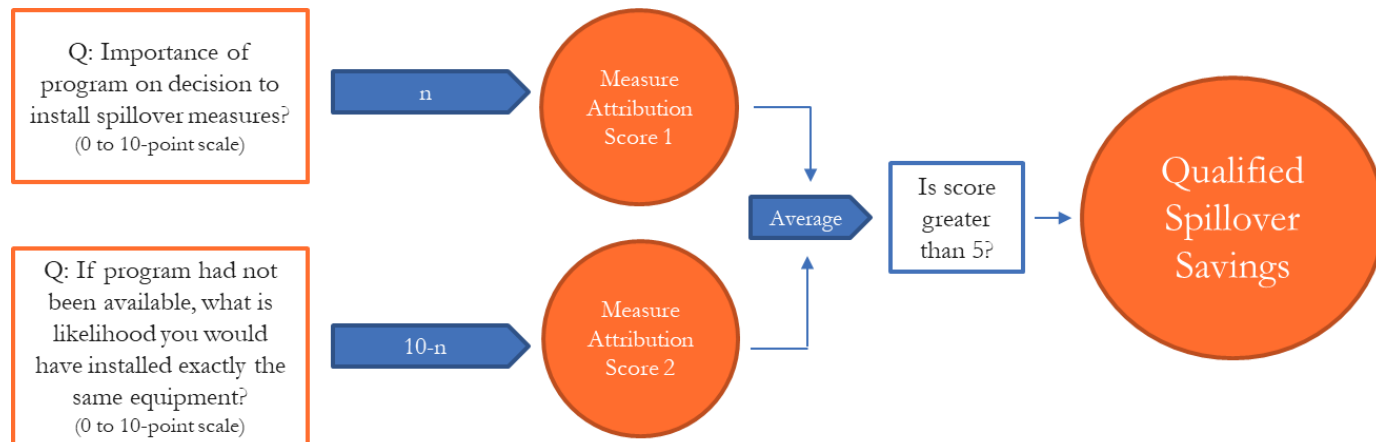 Q: Importance of
program on decision to
install spillover measures?
(0 to 10-point scale)
n
Measure
Attribution
Score 1
Q: If program had not
been available, what is
likelihood you would
have installed exactly the
same equipment?
(0 to 10-point scale)
10-n
Measure
Attribution
Score 2
Average
Is score
greater
than 5?
Qualified
Spillover
Savings